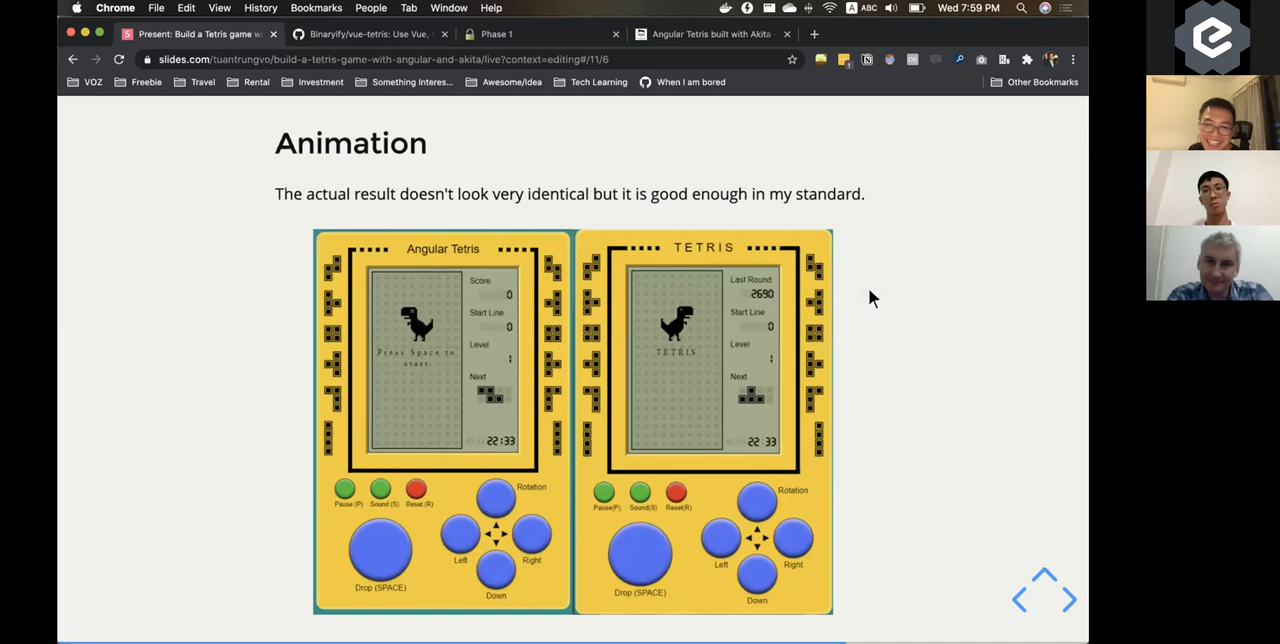 Chrome File Edit View History Bookmarks People Tab Window Help
A ABC Wed 7:59 PM
Present: Build a Tetris game wi
Binaryify/vue-tetris: Use Vue,
Phase 1
Angular Tetris built with Akita -
slides.com/tuantrungvo/build-a-tetris-game-with-angular-and-akita/live?context=editing#/11/6
VOZ Freebie Travel Rental Investment Something Interes... Awesome/Idea Tech Learning When I am bored Other Bookmarks
Animation
The actual result doesn't look very identical but it is good enough in my standard.
Angular Tetris
Score
0
Start Line
0
Level
1
Next
Press Space to
start
22:33
Pause (P) Sound (S) Reset (R)
Rotation
Left
Right
Down
Drop (SPACE)
TETRIS
Last Round
2690
Start Line
0
Level
1
Next
TETRIS
22 33
Pause(P) Sound(S) Reset(R)
Rotation
Left
Right
Down
Drop (SPACE)